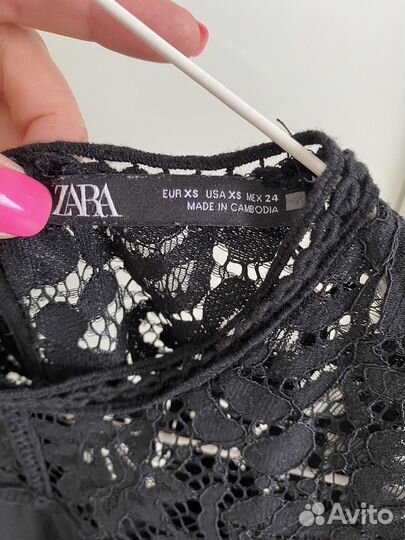 ZARA
EUR XS USA XS MEX 24
MADE IN CAMBODIA
Avito